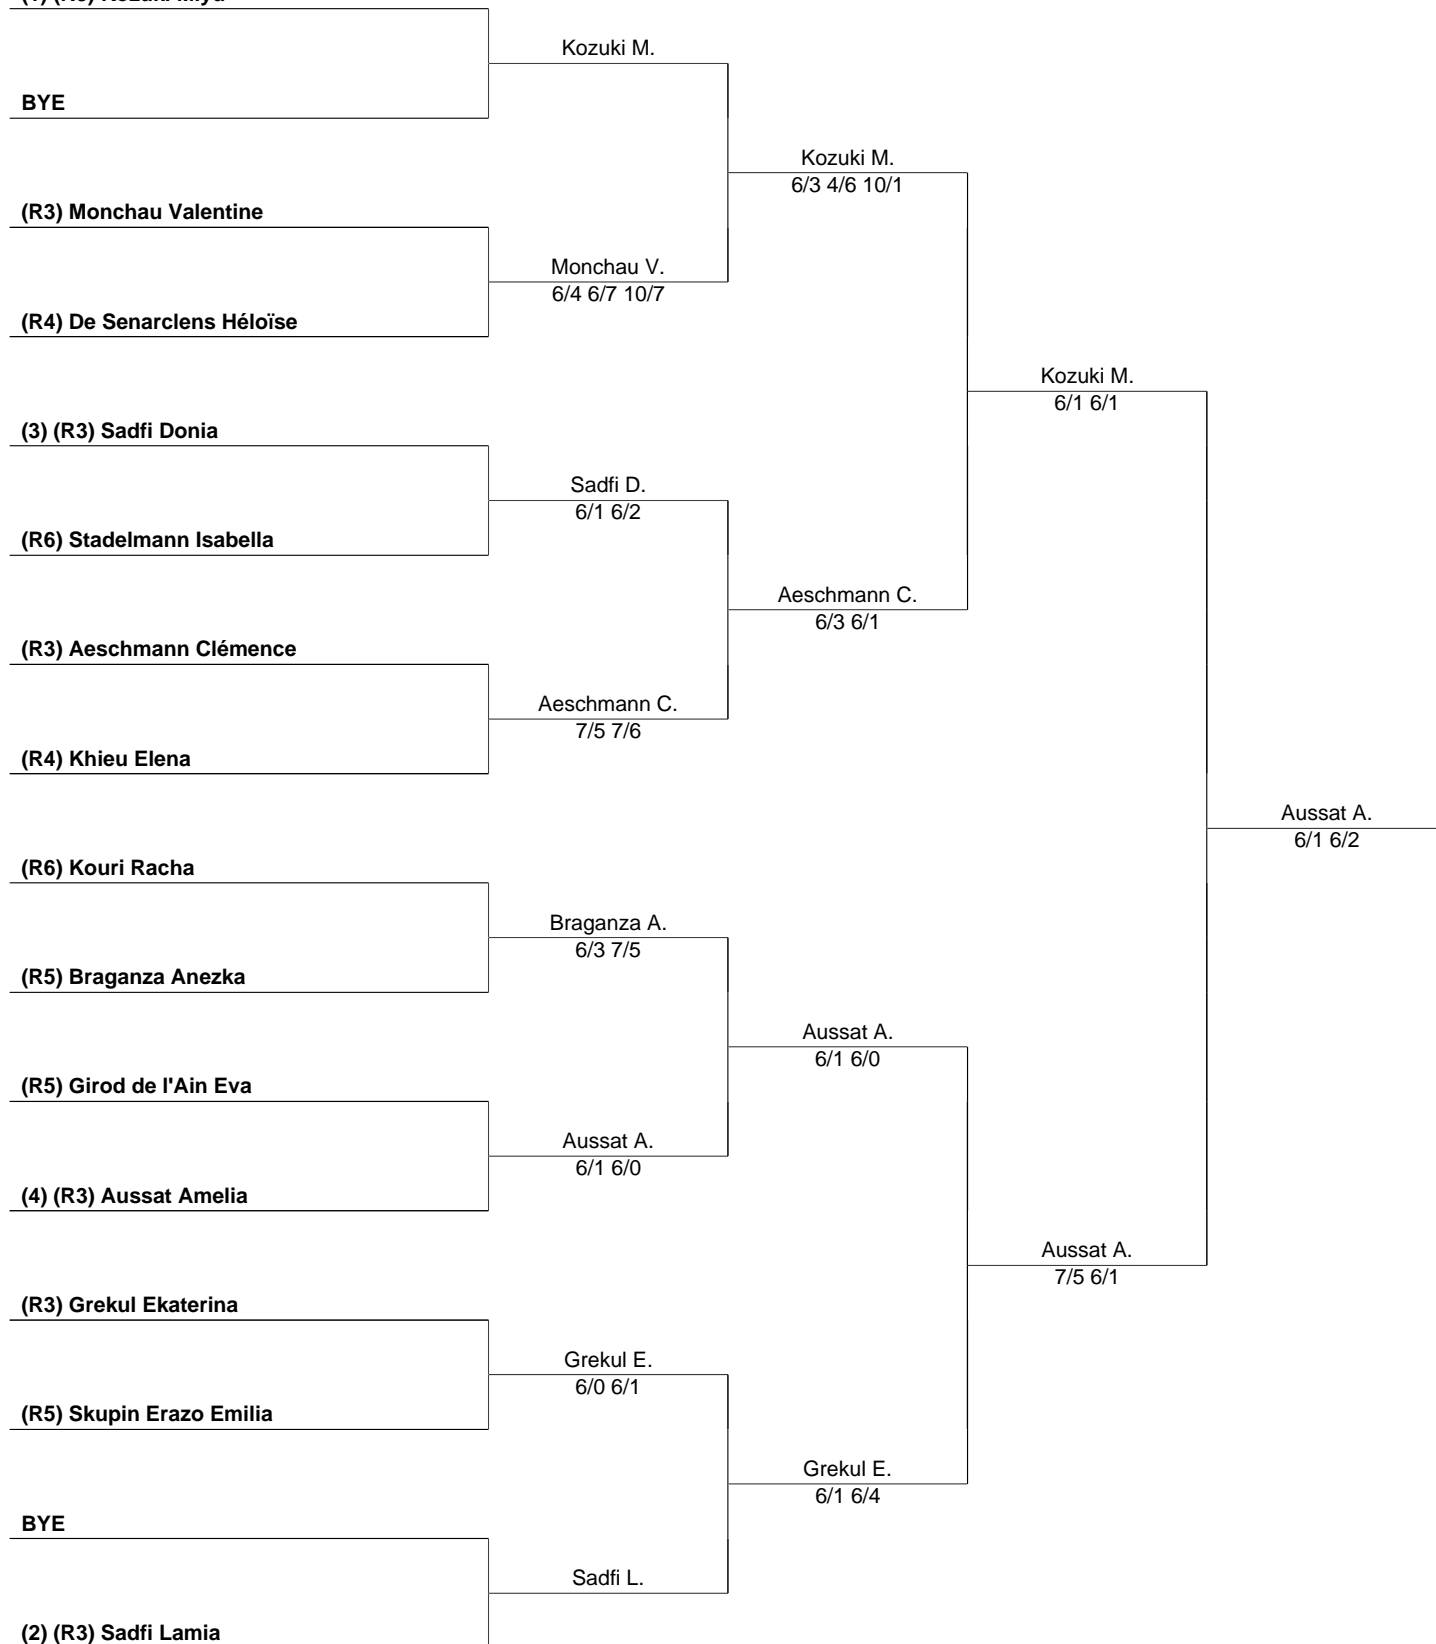 Kozuki M.
BYE
Kozuki M.
6/3 4/6 10/1
(R3) Monchau Valentine
Monchau V.
6/4 6/7 10/7
(R4) De Senarclens Héloïse
Kozuki M.
6/1 6/1
(3) (R3) Sadfi Donia
Sadfi D.
6/1 6/2
(R6) Stadelmann Isabella
Aeschmann C.
6/3 6/1
(R3) Aeschmann Clémence
Aeschmann C.
7/5 7/6
(R4) Khieu Elena
Aussat A.
6/1 6/2
(R6) Kouri Racha
Braganza A.
6/3 7/5
(R5) Braganza Anezka
Aussat A.
6/1 6/0
(R5) Girod de l'Ain Eva
Aussat A.
6/1 6/0
(4) (R3) Aussat Amelia
Aussat A.
7/5 6/1
(R3) Grekul Ekaterina
Grekul E.
6/0 6/1
(R5) Skupin Erazo Emilia
Grekul E.
6/1 6/4
BYE
Sadfi L.
(2) (R3) Sadfi Lamia